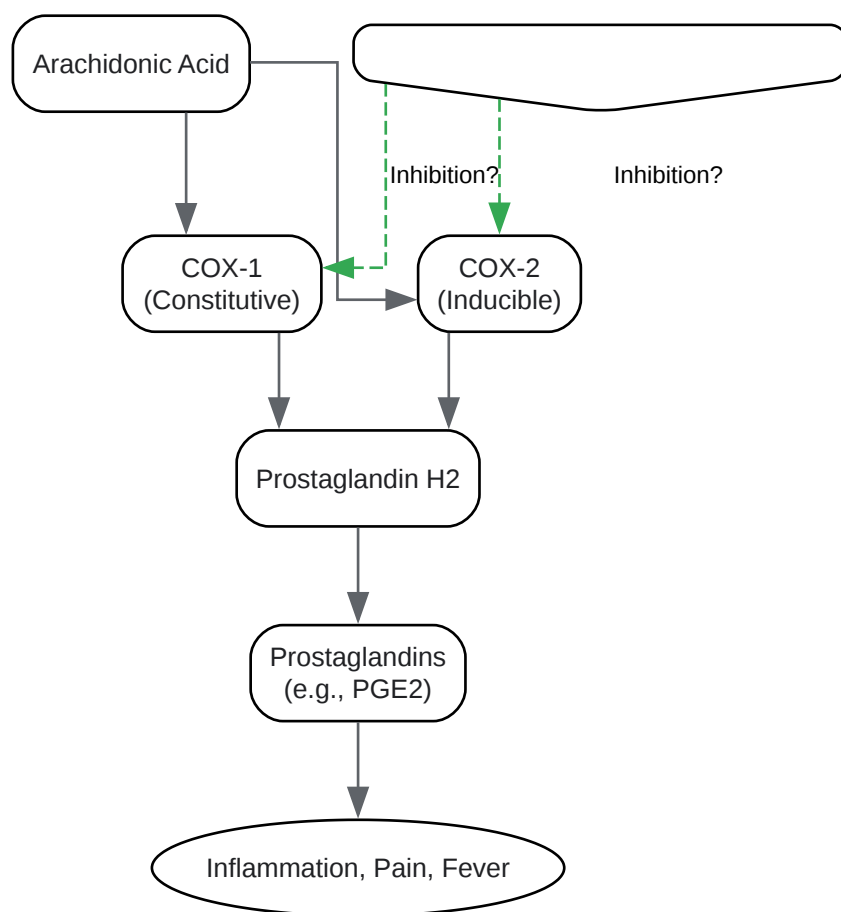 Arachidonic Acid
Inhibition?
Inhibition?
COX-1
(Constitutive)
COX-2
(Inducible)
Prostaglandin H2
Prostaglandins
(e.g., PGE2)
Inflammation, Pain, Fever